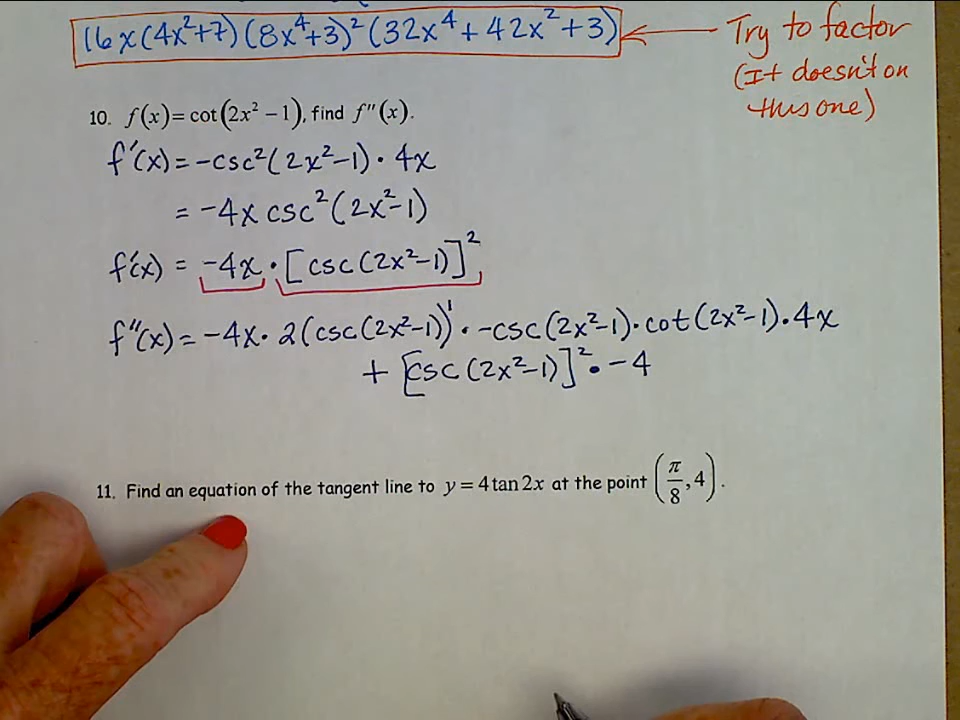 16x(4x²+7)(8x⁴+3)²(32x⁴+42x²+3) ← Try to factor
(It doesn't on
this one)
10. f(x)=cot(2x²−1), find f″(x).
f′(x)=-csc²(2x²-1)·4x
= -4x csc²(2x²-1)
f′(x) = -4x · [csc(2x²-1)]²
f″(x)= -4x·2(csc(2x²-1))¹·-csc(2x²-1)·cot(2x²-1)·4x
+ [csc(2x²-1)]²·-4
11. Find an equation of the tangent line to y=4tan2x at the point (π/8,4).